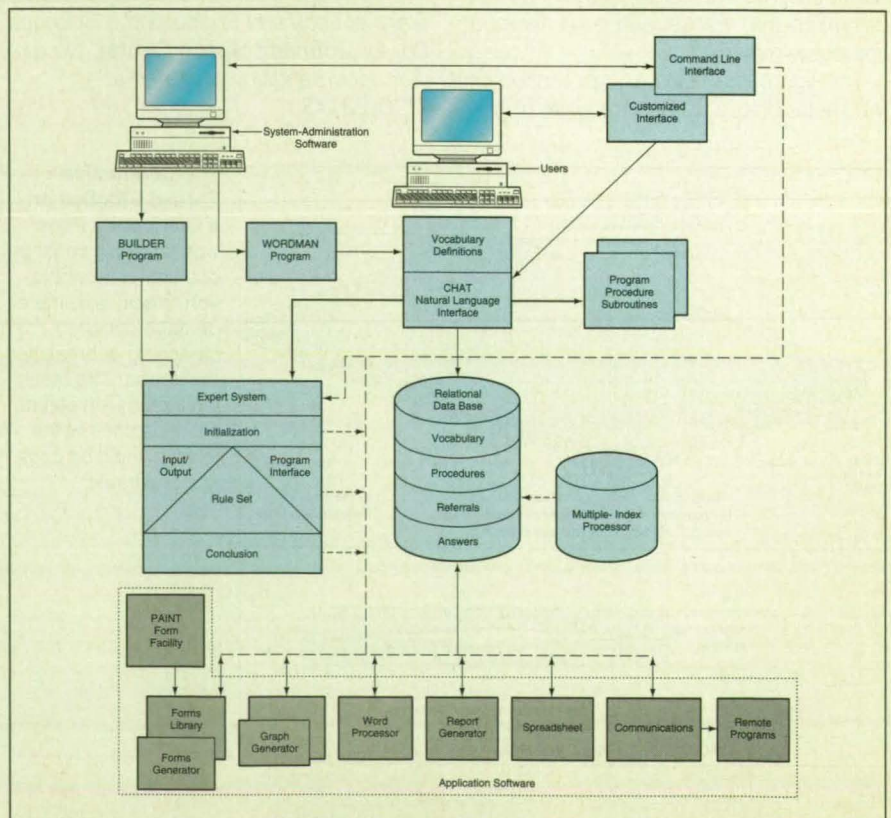 Command Line
Interface
Customized
Interface
System-Administration
Software
Users
BUILDER
Program
WORDMAN
Program
Vocabulary
Definitions
CHAT
Natural Language
Interface
Program
Procedure
Subroutines
Expert System
Initialization
Input/
Output
Program
Interface
Rule Set
Conclusion
Relational
Data Base
Vocabulary
Procedures
Referrals
Answers
Multiple- Index
Processor
PAINT
Form
Facility
Forms
Library
Forms
Generator
Graph
Generator
Word
Processor
Report
Generator
Spreadsheet
Communications
Remote
Programs
Application Software